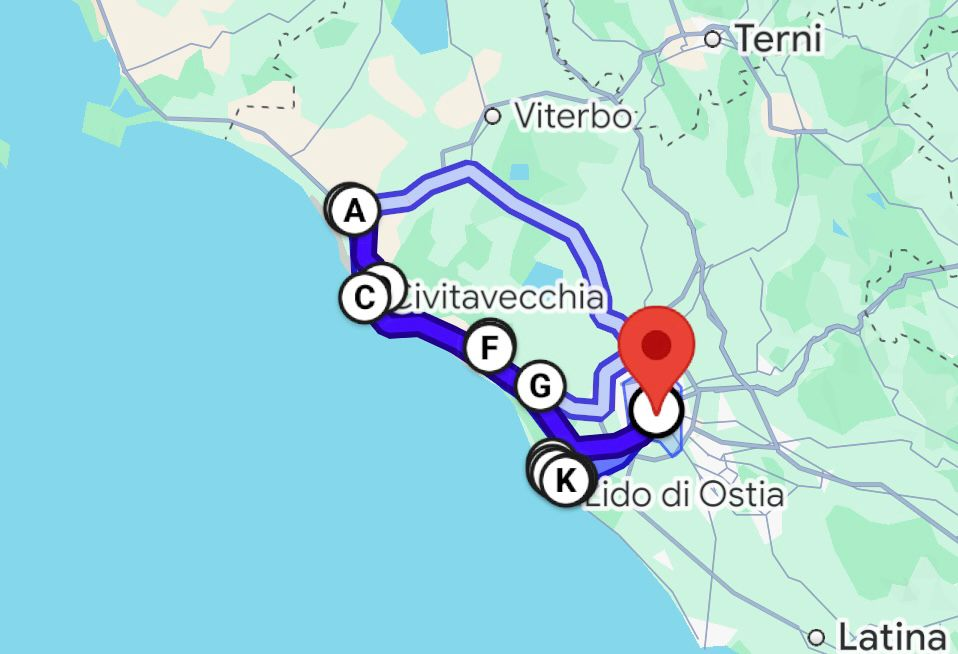 Terni
Viterbo
A
Civitavecchia
C
F
G
K
Lido di Ostia
Latina